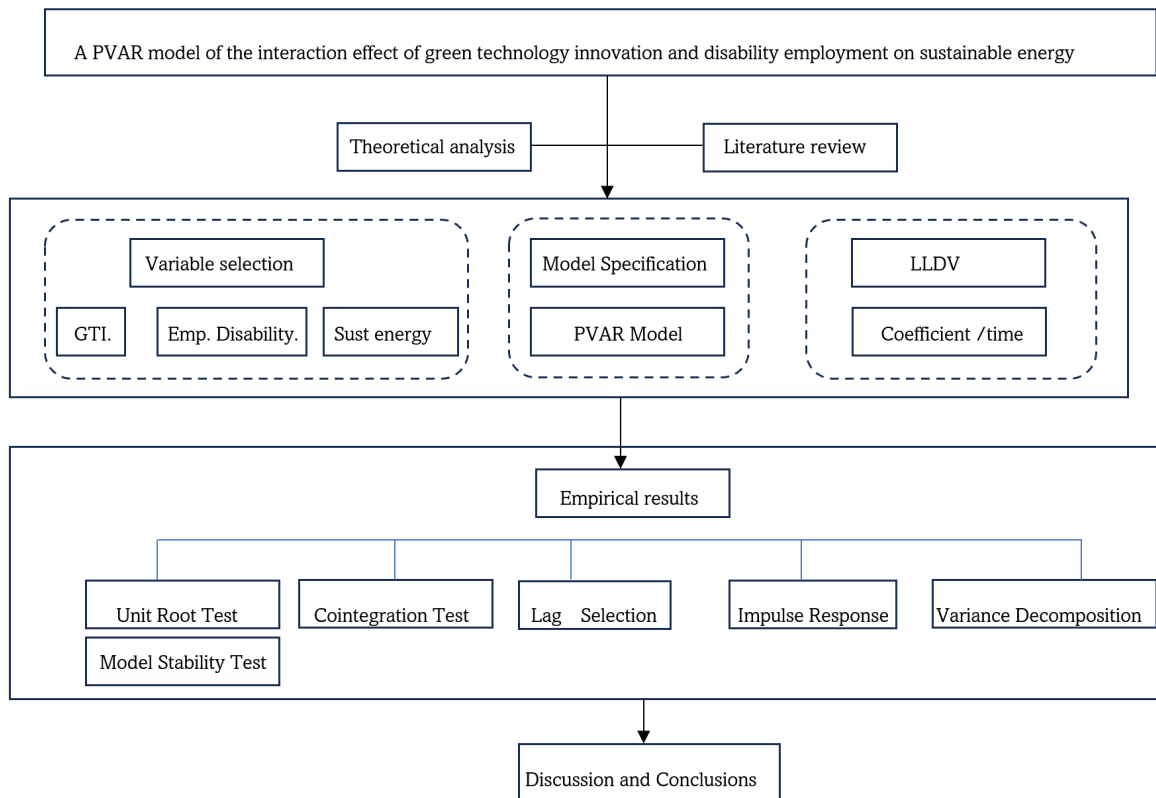 A PVAR model of the interaction effect of green technology innovation and disability employment on sustainable energy
Theoretical analysis
Literature review
Variable selection
GTI.
Emp. Disability.
Sust energy
Model Specification
PVAR Model
LLDV
Coefficient /time
Empirical results
Unit Root Test
Cointegration Test
Lag Selection
Impulse Response
Variance Decomposition
Model Stability Test
Discussion and Conclusions